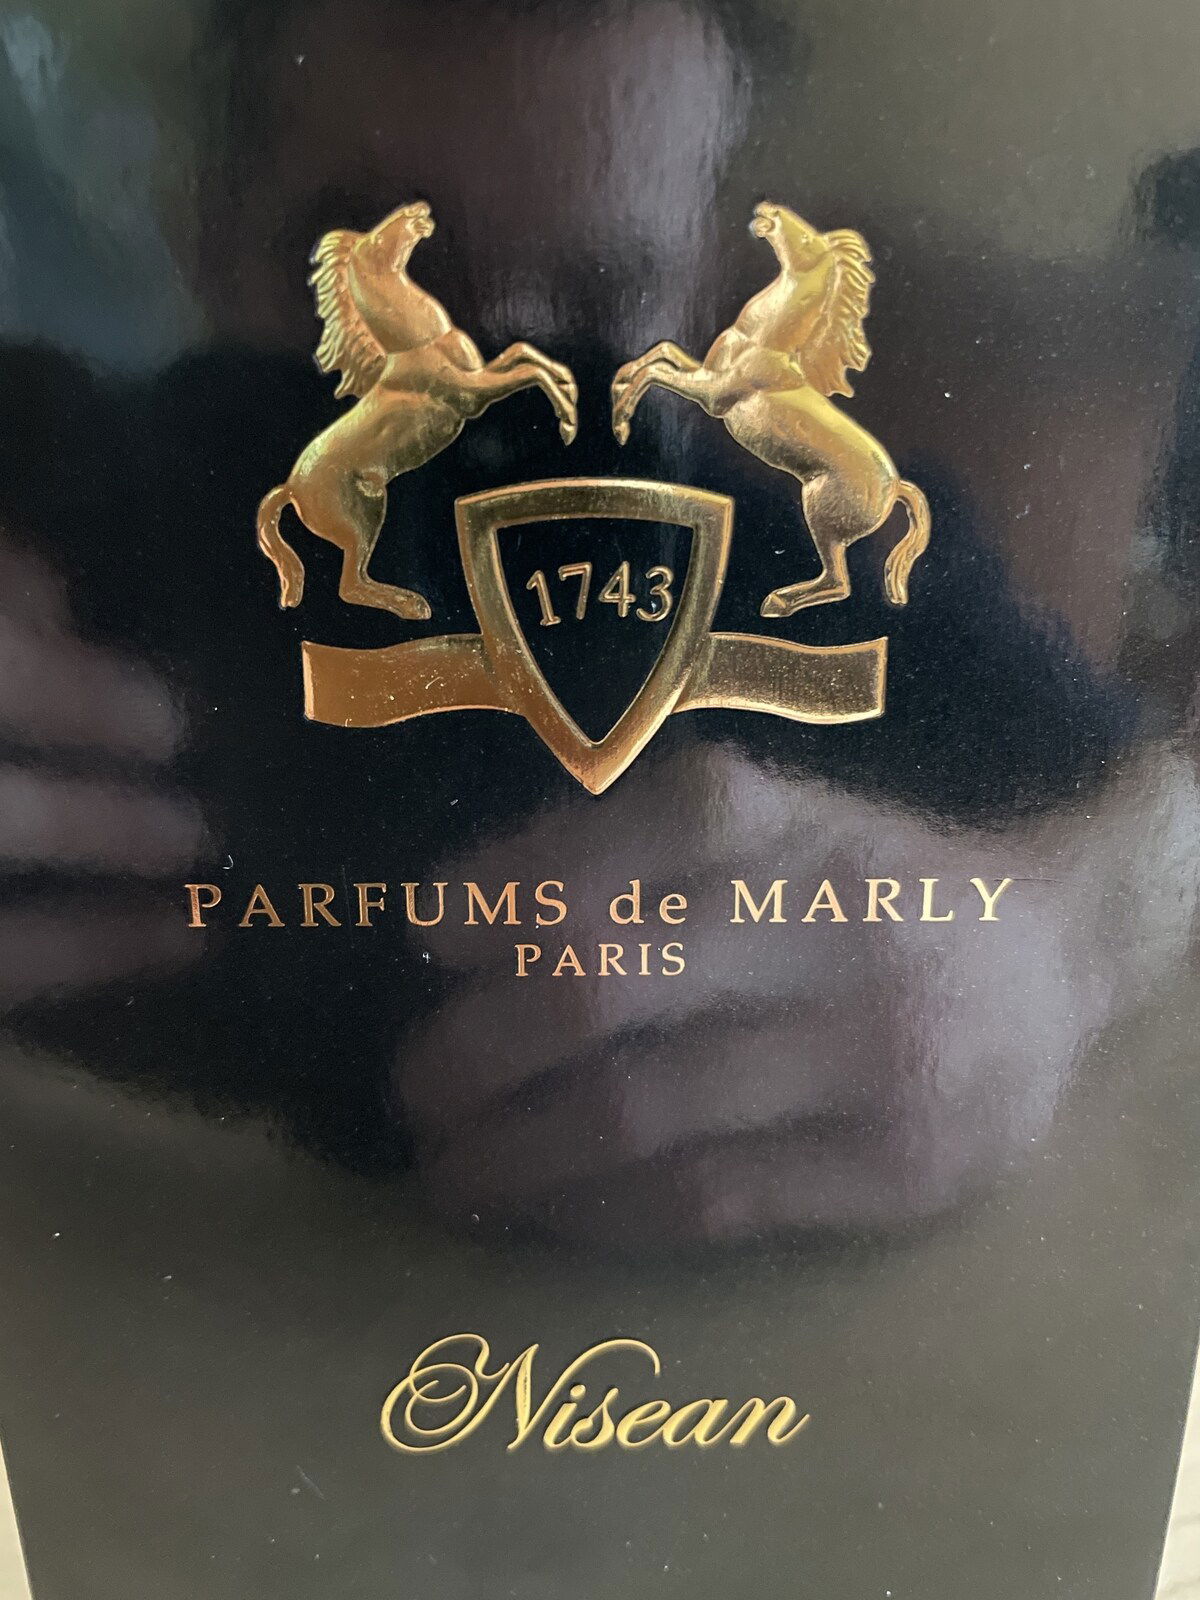 1743
PARFUMS de MARLY
PARIS
Nisean